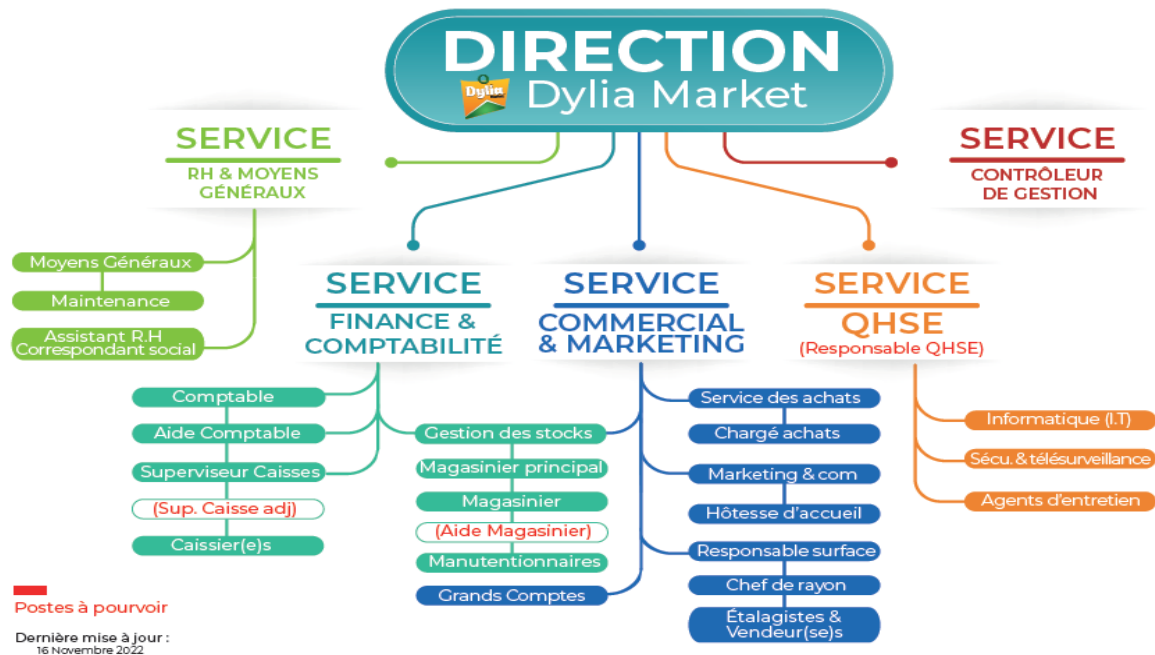 DIRECTION
Dylia
Dylia Market
SERVICE
RH & MOYENS
GÉNÉRAUX
SERVICE
CONTRÔLEUR
DE GESTION
Moyens Généraux
Maintenance
Assistant R.H
Correspondant social
SERVICE
FINANCE &
COMPTABILITÉ
SERVICE
COMMERCIAL
& MARKETING
SERVICE
QHSE
(Responsable QHSE)
Comptable
Aide Comptable
Superviseur Caisses
(Sup. Caisse adj)
Caissier(e)s
Gestion des stocks
Magasinier principal
Magasinier
(Aide Magasinier)
Manutentionnaires
Grands Comptes
Service des achats
Chargé achats
Marketing & com
Hôtesse d'accueil
Responsable surface
Chef de rayon
Étalagistes &
Vendeur(se)s
Informatique (I.T)
Sécu. & télésurveillance
Agents d'entretien
Postes à pourvoir
Dernière mise à jour :
16 Novembre 2022